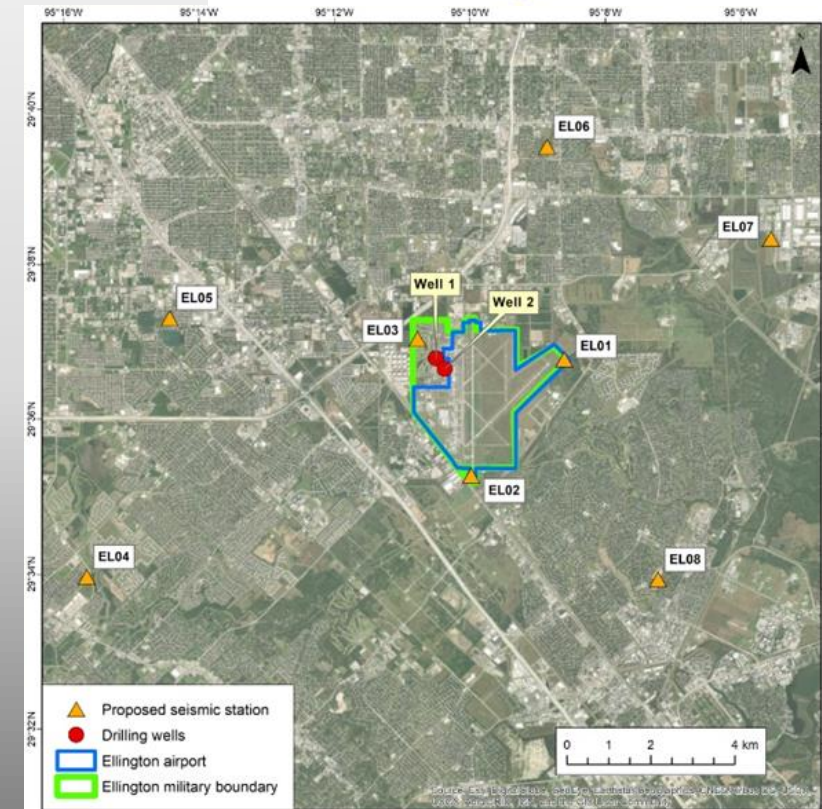 95°16'W 95°14'W 95°12'W 95°10'W 95°8'W 95°6'W
29°40'N
EL06
EL07
29°38'N
Well 1
EL05
Well 2
EL03
EL01
29°36'N
EL02
EL04
EL08
29°34'N
29°32'N
Proposed seismic station
Drilling wells
Ellington airport
Ellington military boundary
0 1 2 4 km